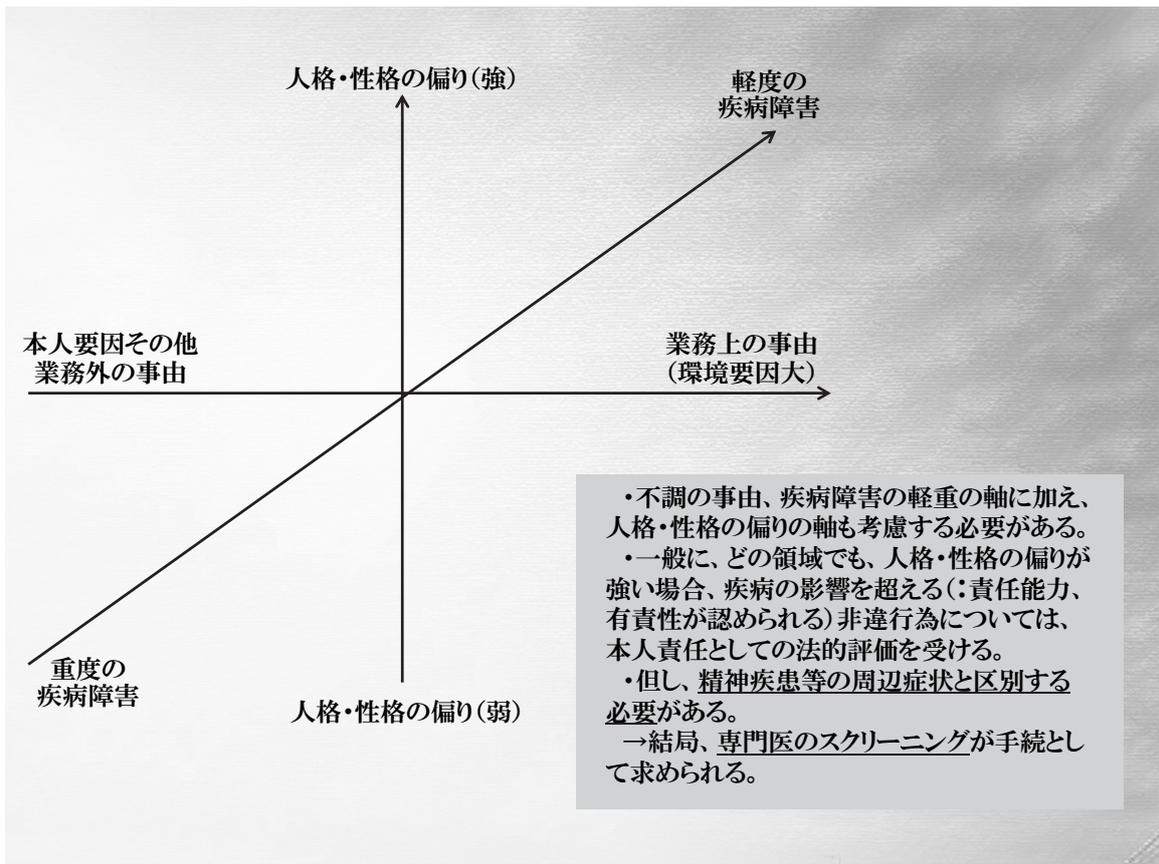 人格・性格の偏り(強)
軽度の
疾病障害
本人要因その他
業務外の事由
業務上の事由
(環境要因大)
重度の
疾病障害
人格・性格の偏り(弱)
・不調の事由、疾病障害の軽重の軸に加え、
人格・性格の偏りの軸も考慮する必要がある。
・一般に、どの領域でも、人格・性格の偏りが
強い場合、疾病の影響を超える(:責任能力、
有責性が認められる)非違行為については、
本人責任としての法的評価を受ける。
・但し、精神疾患等の周辺症状と区別する
必要がある。
→結局、専門医のスクリーニングが手続とし
て求められる。